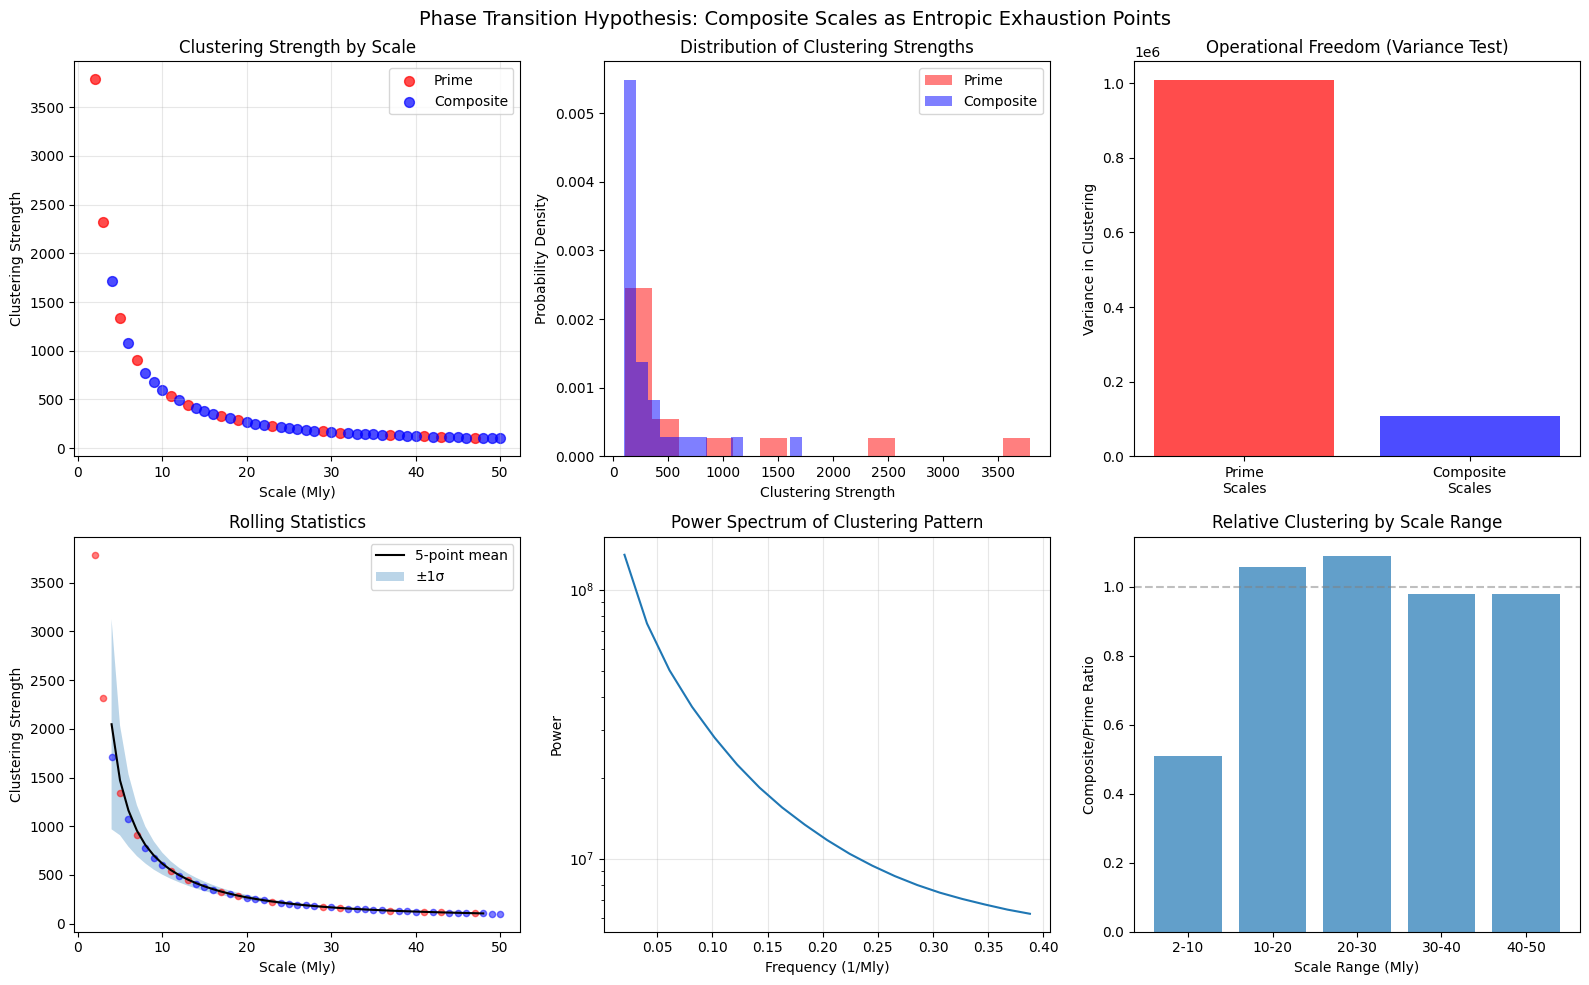 Phase Transition Hypothesis: Composite Scales as Entropic Exhaustion Points
Clustering Strength by Scale
Clustering Strength
3500
3000
2500
2000
1500
1000
500
0
Prime
Composite
0
10
20
30
40
50
Scale (Mly)
Distribution of Clustering Strengths
Probability Density
0.005
0.004
0.003
0.002
0.001
0.000
Prime
Composite
0
500
1000
1500
2000
2500
3000
3500
Clustering Strength
Operational Freedom (Variance Test)
1e6
Variance in Clustering
1.0
0.8
0.6
0.4
0.2
0.0
Prime
Scales
Composite
Scales
Rolling Statistics
Clustering Strength
3500
3000
2500
2000
1500
1000
500
0
5-point mean
±1σ
0
10
20
30
40
50
Scale (Mly)
Power Spectrum of Clustering Pattern
Power
10⁸
10⁷
0.05
0.10
0.15
0.20
0.25
0.30
0.35
0.40
Frequency (1/Mly)
Relative Clustering by Scale Range
Composite/Prime Ratio
1.0
0.8
0.6
0.4
0.2
0.0
2-10
10-20
20-30
30-40
40-50
Scale Range (Mly)